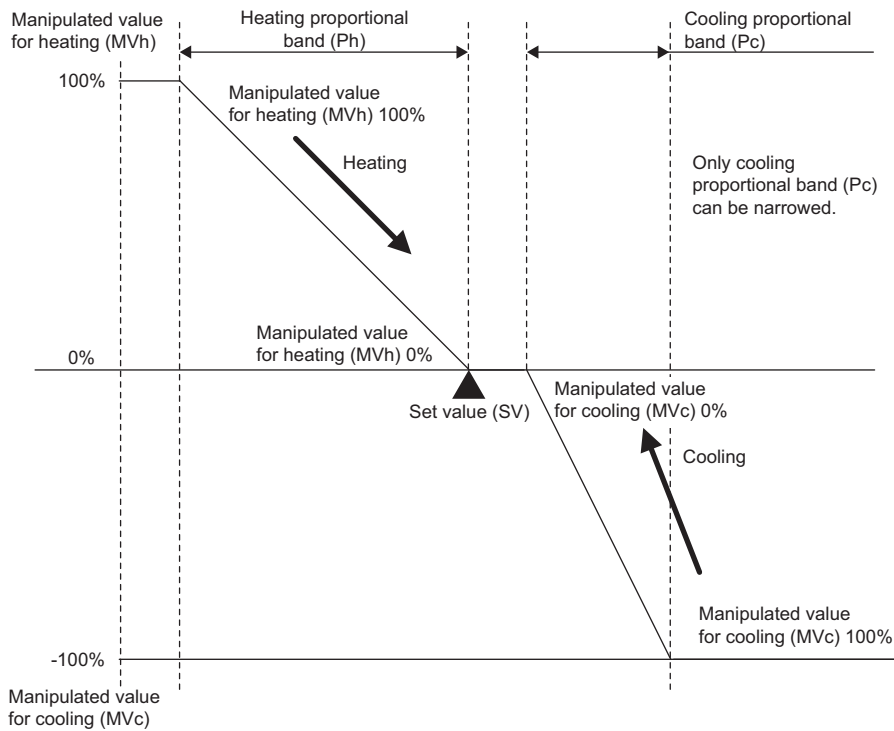 Manipulated value
for heating (MVh)
Heating proportional
band (Ph)
Cooling proportional
band (Pc)
100%
Manipulated value
for heating (MVh) 100%
Heating
Only cooling
proportional band (Pc)
can be narrowed.
Manipulated value
for heating (MVh) 0%
0%
Set value (SV)
Manipulated value
for cooling (MVc) 0%
Cooling
Manipulated value
for cooling (MVc) 100%
-100%
Manipulated value
for cooling (MVc)